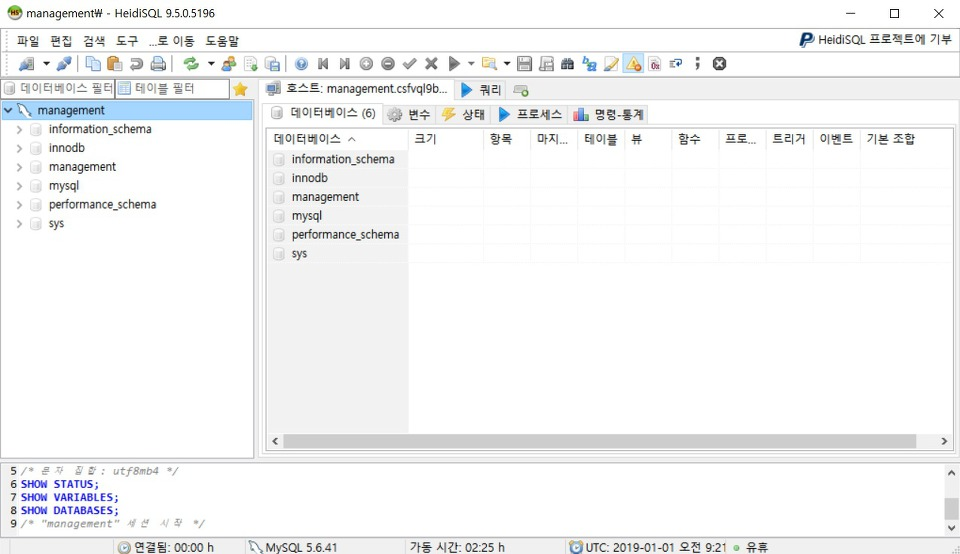 management₩ - HeidiSQL 9.5.0.5196
파일 편집 검색 도구 ...로 이동 도움말
HeidiSQL 프로젝트에 기부
데이터베이스 필터 테이블 필터
호스트: management.csfvql9b... 쿼리
management
information_schema
innodb
management
mysql
performance_schema
sys
데이터베이스 (6) 변수 상태 프로세스 명령-통계
데이터베이스 크기 항목 마지... 테이블 뷰 함수 프로... 트리거 이벤트 기본 조합
information_schema
innodb
management
mysql
performance_schema
sys
5 /* 문자 집합: utf8mb4 */
6 SHOW STATUS;
7 SHOW VARIABLES;
8 SHOW DATABASES;
9 /* "management" 세션 시작 */
연결됨: 00:00 h MySQL 5.6.41 가동 시간: 02:25 h UTC: 2019-01-01 오전 9:21 유휴